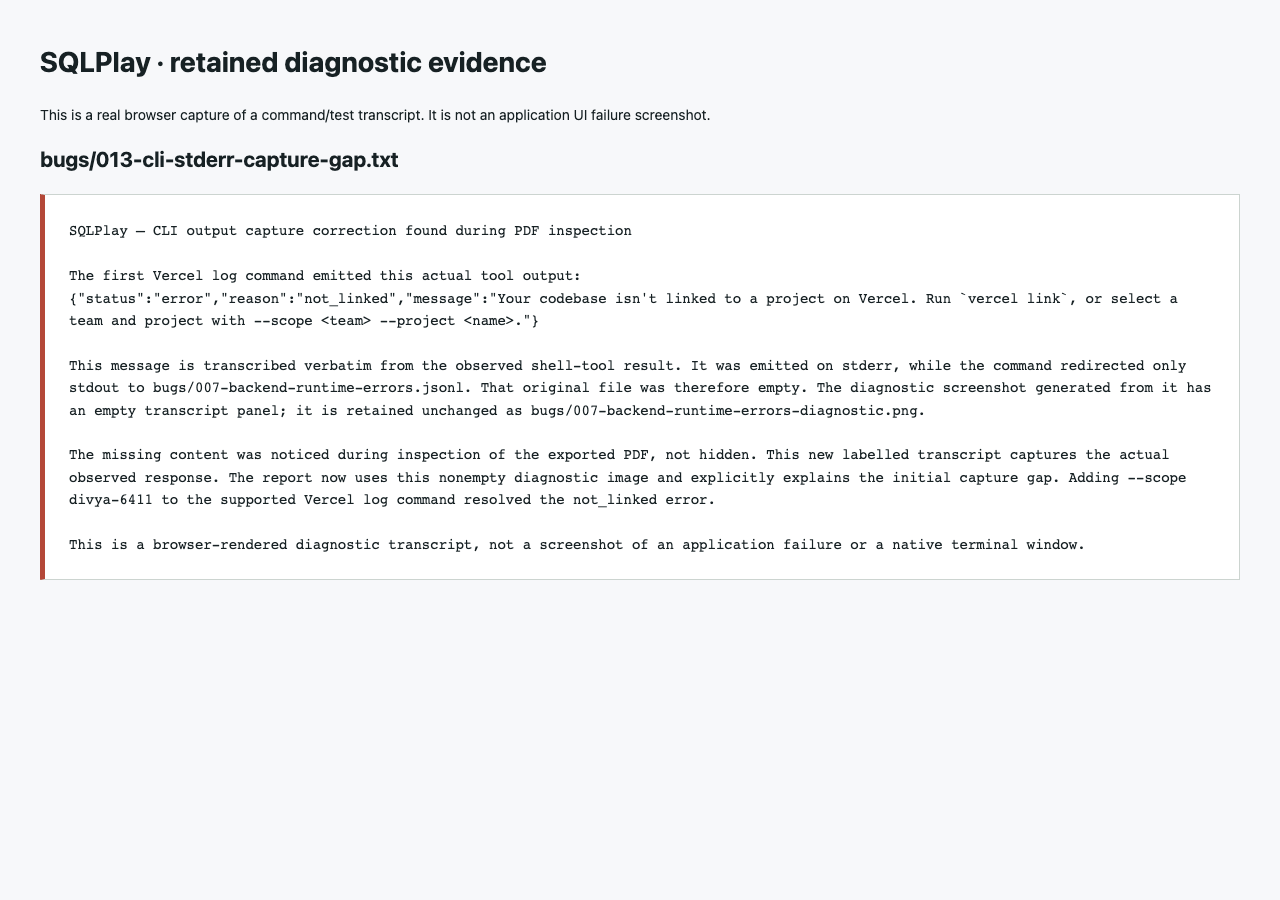 SQLPlay · retained diagnostic evidence
This is a real browser capture of a command/test transcript. It is not an application UI failure screenshot.
bugs/013-cli-stderr-capture-gap.txt
SQLPlay — CLI output capture correction found during PDF inspection
The first Vercel log command emitted this actual tool output:
{"status":"error","reason":"not_linked","message":"Your codebase isn't linked to a project on Vercel. Run `vercel link`, or select a
team and project with --scope <team> --project <name>."}
This message is transcribed verbatim from the observed shell-tool result. It was emitted on stderr, while the command redirected only
stdout to bugs/007-backend-runtime-errors.jsonl. That original file was therefore empty. The diagnostic screenshot generated from it has
an empty transcript panel; it is retained unchanged as bugs/007-backend-runtime-errors-diagnostic.png.
The missing content was noticed during inspection of the exported PDF, not hidden. This new labelled transcript captures the actual
observed response. The report now uses this nonempty diagnostic image and explicitly explains the initial capture gap. Adding --scope
divya-6411 to the supported Vercel log command resolved the not_linked error.
This is a browser-rendered diagnostic transcript, not a screenshot of an application failure or a native terminal window.